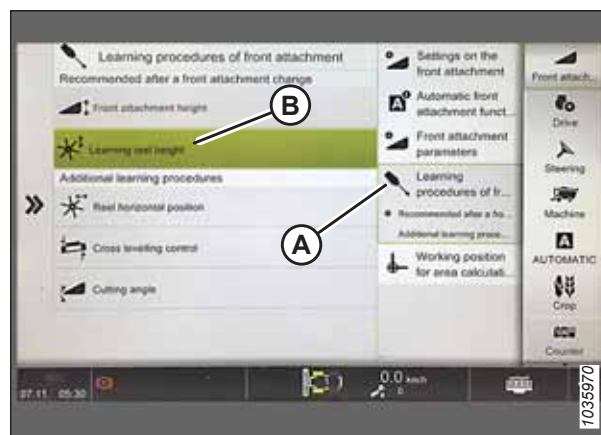 Learning procedures of front attachment
Recommended after a front attachment change
Front attachment height
Learning reel height
Additional learning procedures
Reel horizontal position
Cross levelling control
Cutting angle
B
A
Settings on the
front attachment
Automatic front
attachment funct...
Front attachment
parameters
Learning
procedures of fr...
Recommended after a fro...
Additional learning proce...
Working position
for area calculati...
Front attach...
Drive
Steering
Machine
AUTOMATIC
Crop
Counter
07.11 05:30
0.0 km/h
0
1035970